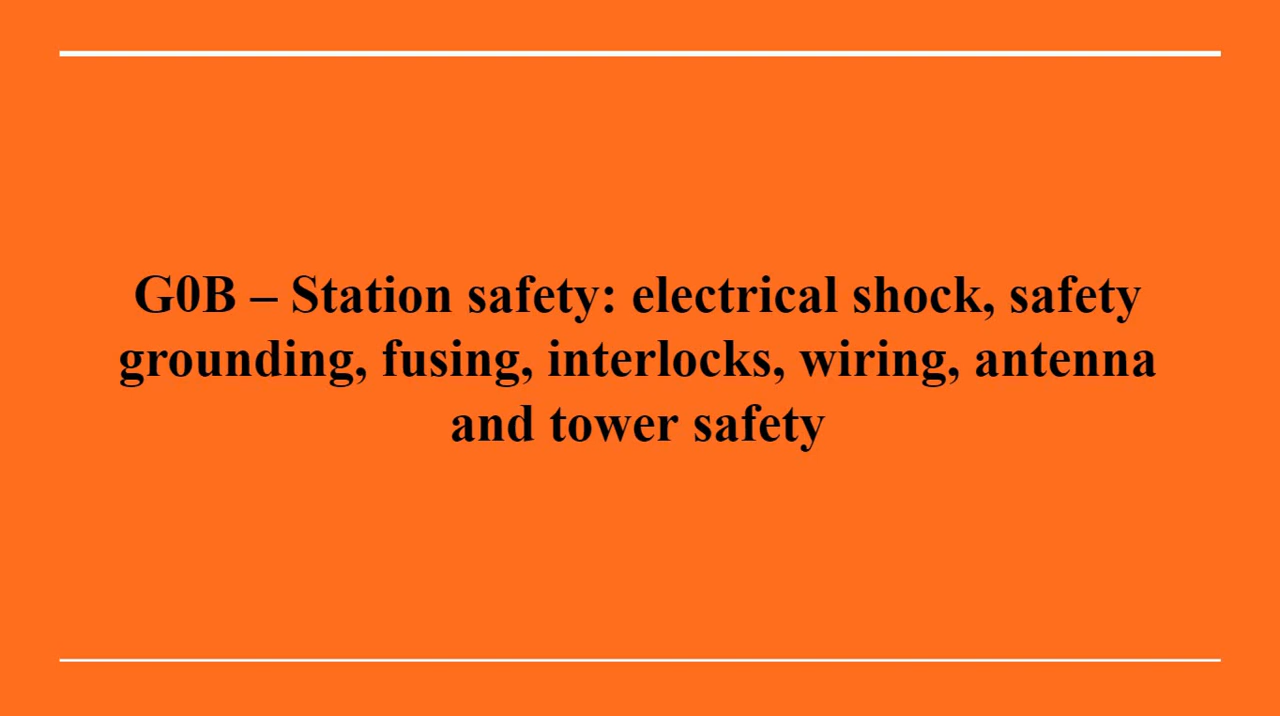 G0B – Station safety: electrical shock, safety
grounding, fusing, interlocks, wiring, antenna
and tower safety